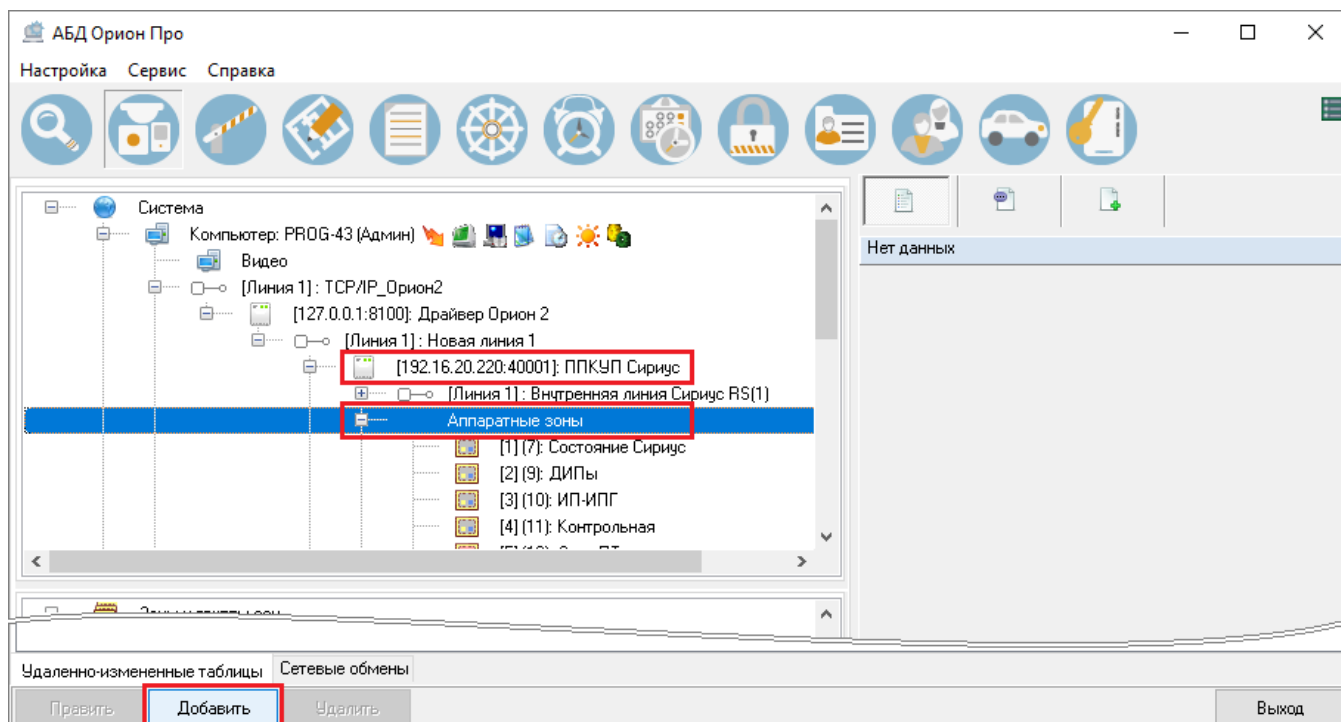 АБД Орион Про
Настройка Сервис Справка
Система
Компьютер: PROG-43 (Админ)
Видео
[Линия 1] : TCP/IP_Орион2
[127.0.0.1:8100]: Драйвер Орион 2
[Линия 1] : Новая линия 1
[192.16.20.220:40001]: ППКУП Сириус
[Линия 1] : Внутренняя линия Сириус RS(1)
Аппаратные зоны
[1] (7): Состояние Сириус
[2] (9): ДИПы
[3] (10): ИП-ИПГ
[4] (11): Контрольная
Нет данных
Удаленно-измененные таблицы Сетевые обмены
Править Добавить Удалить Выход